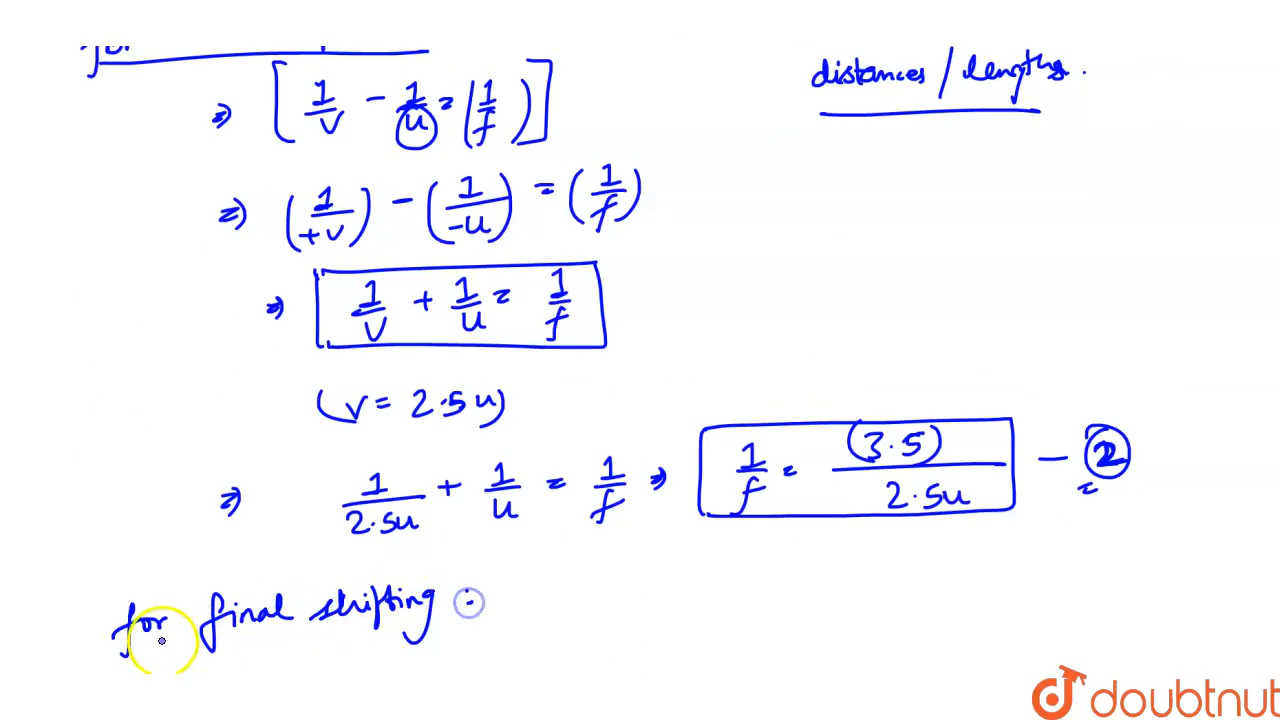 distances / lengths.
⇒ [ 1/v - 1/u = (1/f) ]
⇒ (1/+v) - (1/-u) = (1/f)
⇒ 1/v + 1/u = 1/f
(v = 2.5u)
⇒ 1/2.5u + 1/u = 1/f ⇒ 1/f = (3.5)/2.5u - 2
for final shifting :
doubtnut